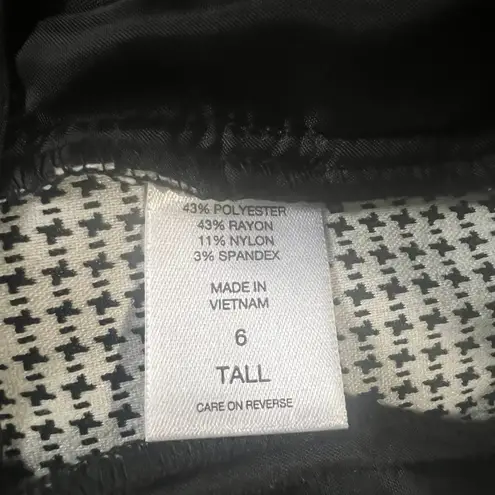 43% POLYESTER
43% RAYON
11% NYLON
3% SPANDEX
MADE IN
VIETNAM
6
TALL
CARE ON REVERSE